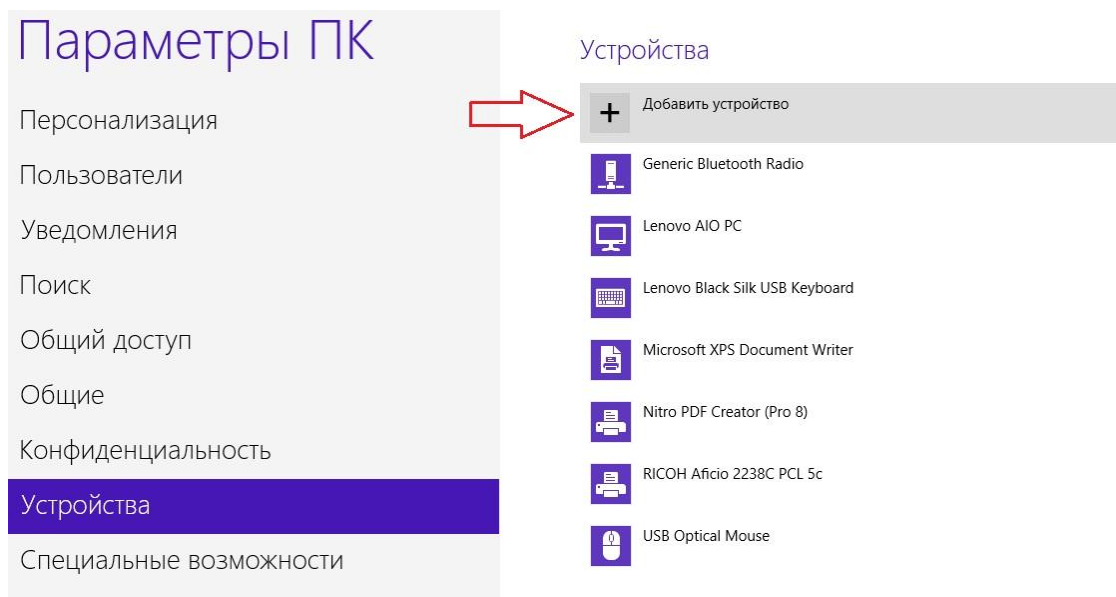 Параметры ПК
Персонализация
Пользователи
Уведомления
Поиск
Общий доступ
Общие
Конфиденциальность
Устройства
Специальные возможности
Устройства
Добавить устройство
Generic Bluetooth Radio
Lenovo AIO PC
Lenovo Black Silk USB Keyboard
Microsoft XPS Document Writer
Nitro PDF Creator (Pro 8)
RICOH Aficio 2238C PCL 5c
USB Optical Mouse